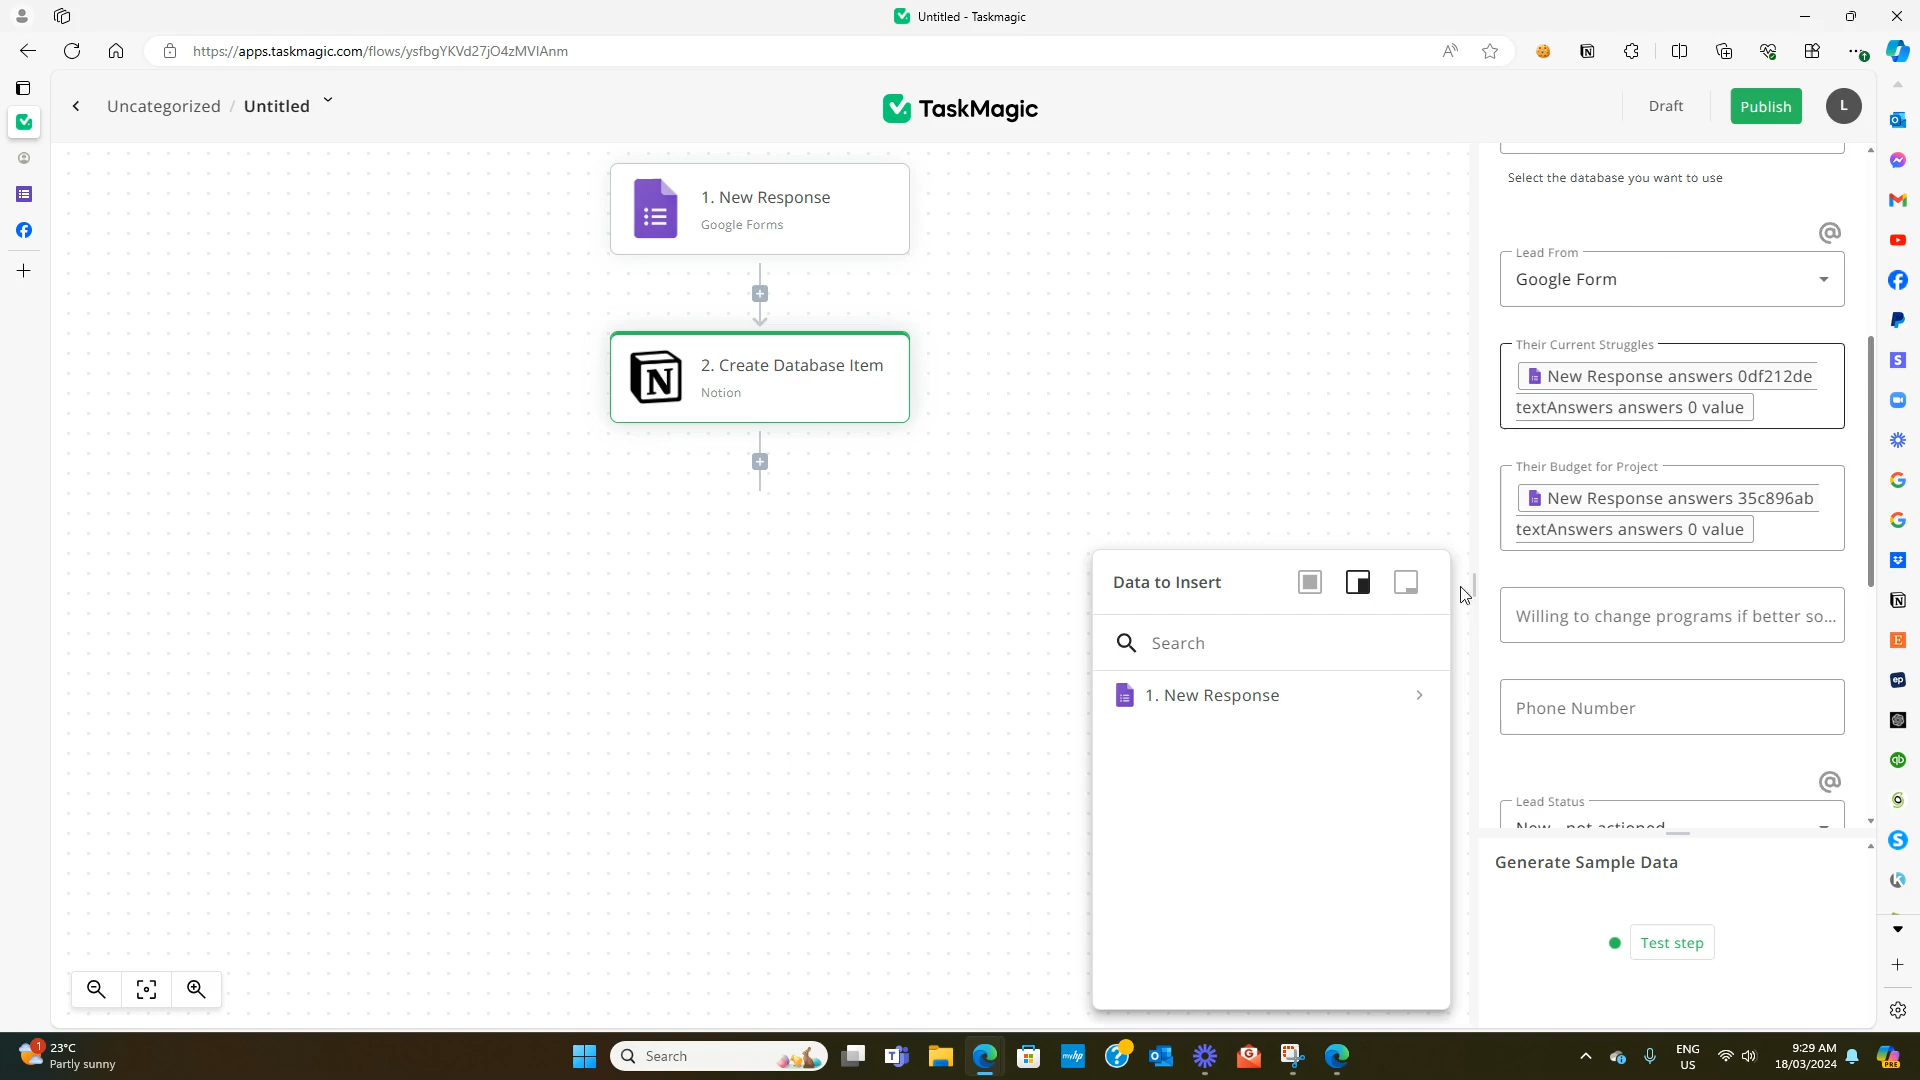 Untitled - Taskmagic
https://apps.taskmagic.com/flows/ysfbgYKVd27jO4zMVIAnm
Uncategorized / Untitled
TaskMagic
Draft
Publish
L
1. New Response
Google Forms
2. Create Database Item
Notion
Select the database you want to use
Lead From
Google Form
Their Current Struggles
New Response answers 0df212de
textAnswers answers 0 value
Their Budget for Project
New Response answers 35c896ab
textAnswers answers 0 value
Willing to change programs if better so...
Phone Number
Lead Status
New - not actioned
Data to Insert
Search
1. New Response
Generate Sample Data
Test step
23°C
Partly sunny
Search
ENG
US
9:29 AM
18/03/2024